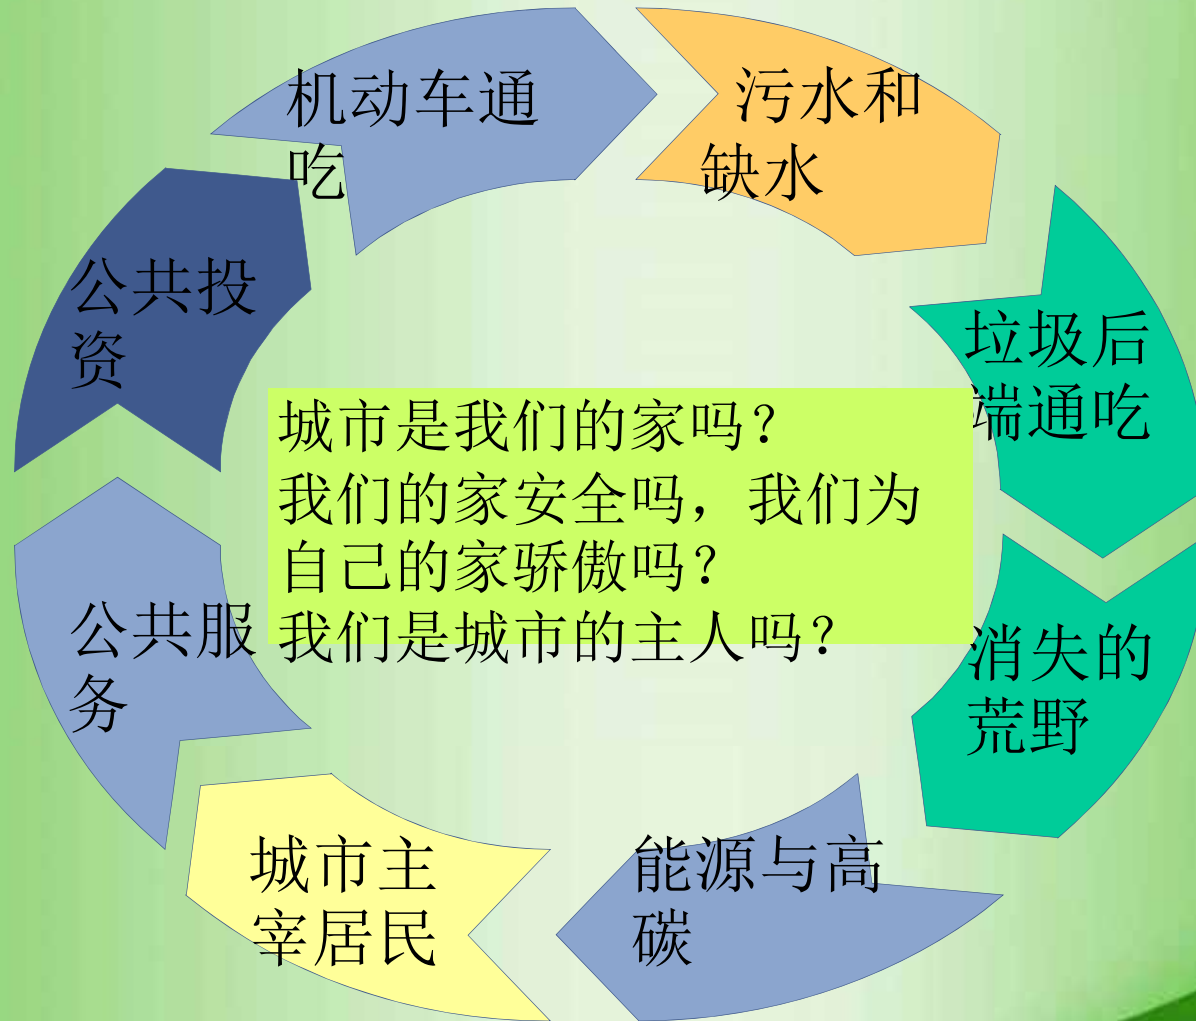 机动车通
吃
污水和
缺水
垃圾后
端通吃
消失的
荒野
能源与高
碳
城市主
宰居民
公共服
务
公共投
资
城市是我们的家吗?
我们的家安全吗，我们为
自己的家骄傲吗?
我们是城市的主人吗?